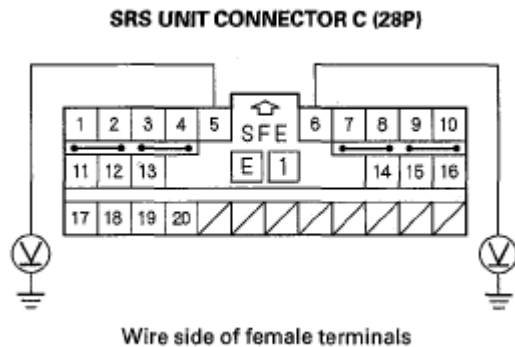 SRS UNIT CONNECTOR C (28P)
1 2 3 4 5 SFE 6 7 8 9 10
11 12 13 E 1 14 15 16
17 18 19 20
V V
Wire side of female terminals